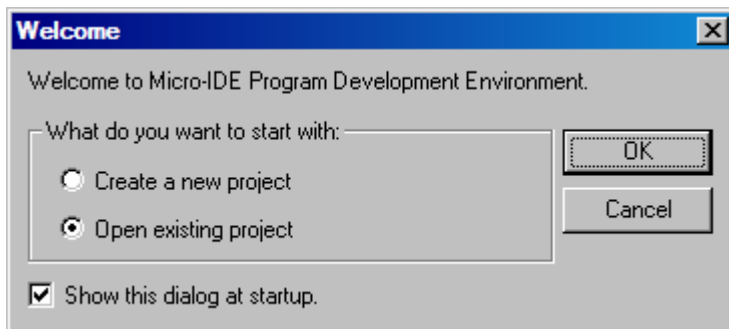 Welcome
Welcome to Micro-IDE Program Development Environment.
What do you want to start with:
Create a new project
Open existing project
OK
Cancel
Show this dialog at startup.